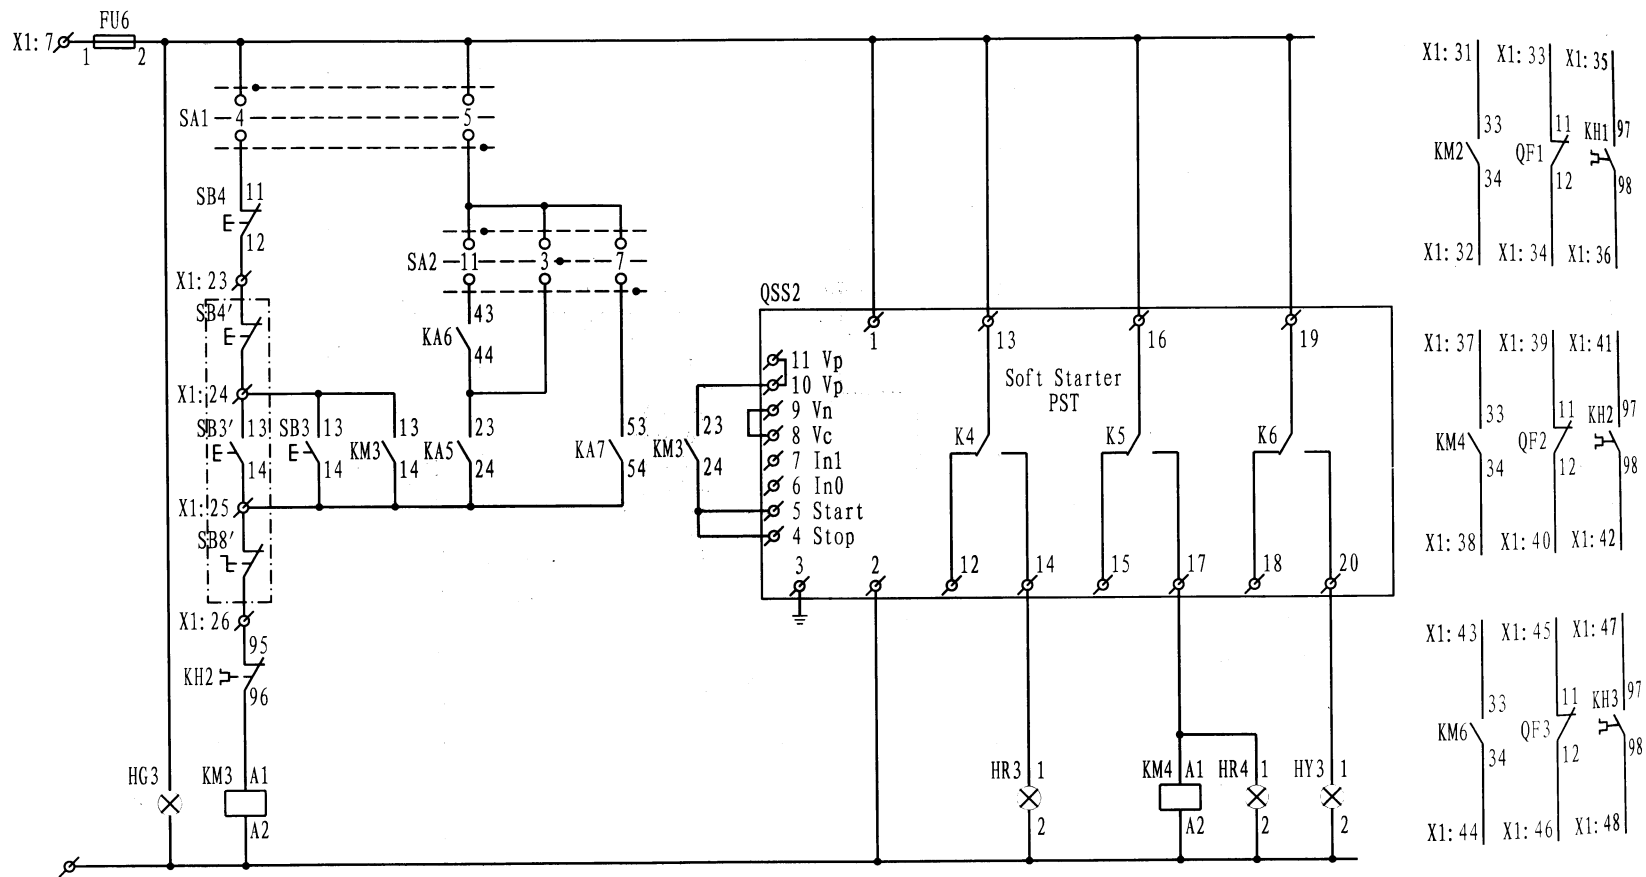 FU6
X1:7 1 2
SA1 4 5
SB4 11
12
X1:23
SB4'
X1:24
SB3' 13 SB3 13 13 23 53
KM3 KA5 KA7
14 14 14 24 54
X1:25
SB8'
X1:26
95
KH2
96
HG3 KM3 A1
A2
SA2 11 3 7
43
KA6
44
23
KM3
24
QSS2
1 13 16 19
11 Vp
10 Vp
9 Vn
8 Vc
7 In1
6 In0
5 Start
4 Stop
Soft Starter
PST
K4 K5 K6
3 2 12 14 15 17 18 20
HR3 1 KM4 A1 HR4 1 HY3 1
2 A2 2 2
X1:31 X1:33 X1:35
33 11 97
KM2 QF1 KH1
34 12 98
X1:32 X1:34 X1:36
X1:37 X1:39 X1:41
33 11 97
KM4 QF2 KH2
34 12 98
X1:38 X1:40 X1:42
X1:43 X1:45 X1:47
33 11 97
KM6 QF3 KH3
34 12 98
X1:44 X1:46 X1:48